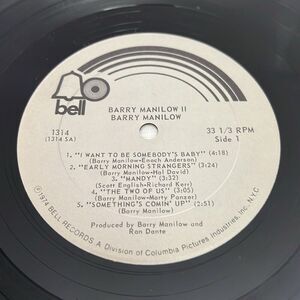 bell
BARRY MANILOW II
BARRY MANILOW
1314
(1314 SA)
33 1/3 RPM
Side 1
1. "I WANT TO BE SOMEBODY'S BABY" (4:18)
(Barry Manilow-Enoch Anderson)
2. "EARLY MORNING STRANGERS" (3:24)
(Barry Manilow-Hal David)
3. "MANDY" (3:15)
(Scott English-Richard Kerr)
4. "THE TWO OF US" (3:05)
(Barry Manilow-Marty Panzer)
5. "SOMETHING'S COMIN' UP" (2:51)
(Barry Manilow)
Produced by Barry Manilow and
Ron Dante
©1974 BELL RECORDS A Division of Columbia Pictures Industries, Inc. N.Y.C.